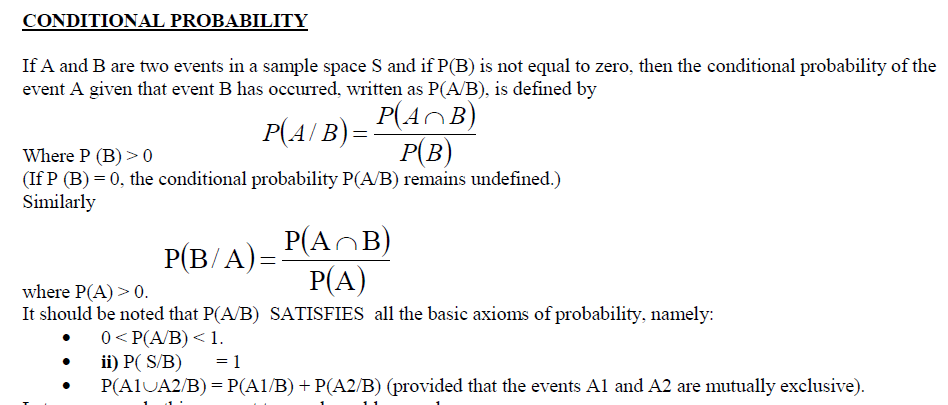 CONDITIONAL PROBABILITY
If A and B are two events in a sample space S and if P(B) is not equal to zero, then the conditional probability of the
event A given that event B has occurred, written as P(A/B), is defined by
P(A/B)= P(A∩B) / P(B)
Where P (B) > 0
(If P (B) = 0, the conditional probability P(A/B) remains undefined.)
Similarly
P(B/A)= P(A∩B) / P(A)
where P(A) > 0.
It should be noted that P(A/B) SATISFIES all the basic axioms of probability, namely:
• 0 < P(A/B) < 1.
• ii) P( S/B) = 1
• P(A1∪A2/B) = P(A1/B) + P(A2/B) (provided that the events A1 and A2 are mutually exclusive).